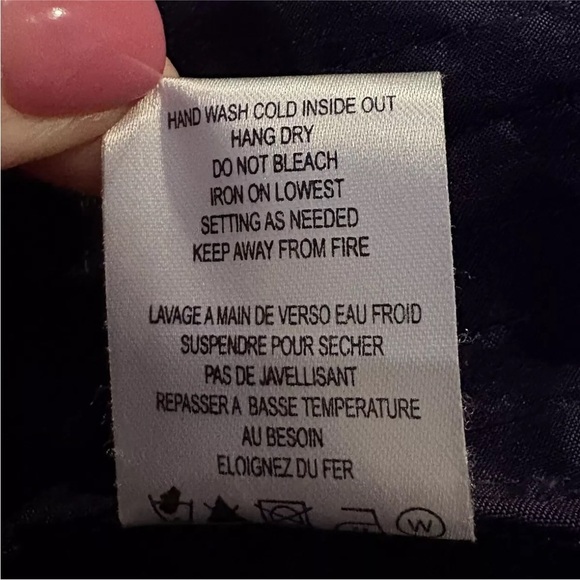 HAND WASH COLD INSIDE OUT
HANG DRY
DO NOT BLEACH
IRON ON LOWEST
SETTING AS NEEDED
KEEP AWAY FROM FIRE
LAVAGE A MAIN DE VERSO EAU FROID
SUSPENDRE POUR SECHER
PAS DE JAVELLISANT
REPASSER A BASSE TEMPERATURE
AU BESOIN
ELOIGNEZ DU FER
W